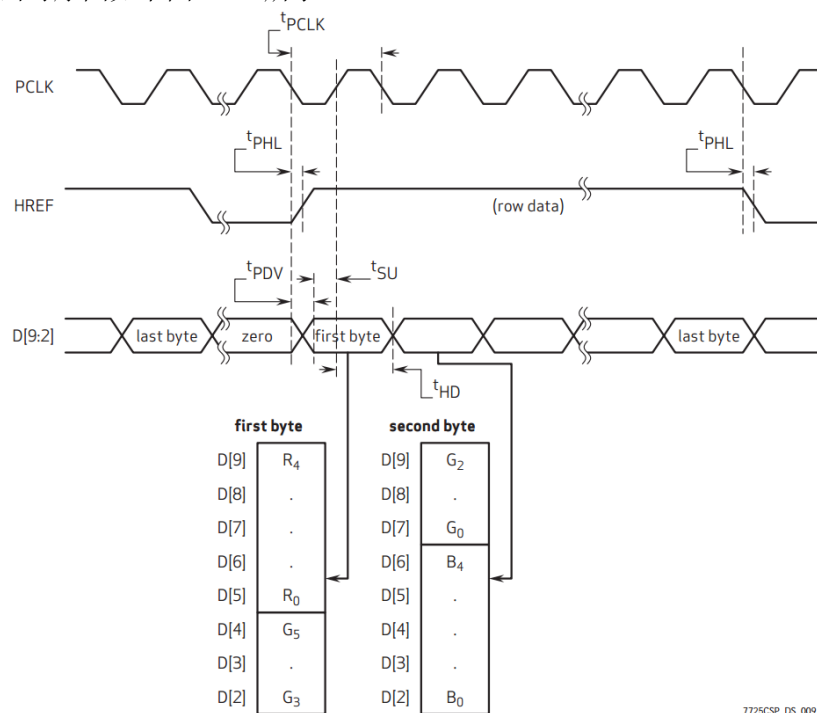 tPCLK
PCLK
tPHL
tPHL
HREF
(row data)
tPDV
tSU
D[9:2]
last byte
zero
first byte
last byte
tHD
first byte
second byte
D[9] R4 D[9] G2
D[8] . D[8] .
D[7] . D[7] G0
D[6] . D[6] B4
D[5] R0 D[5] .
D[4] G5 D[4] .
D[3] . D[3] .
D[2] G3 D[2] B0
7725CSP_DS_009